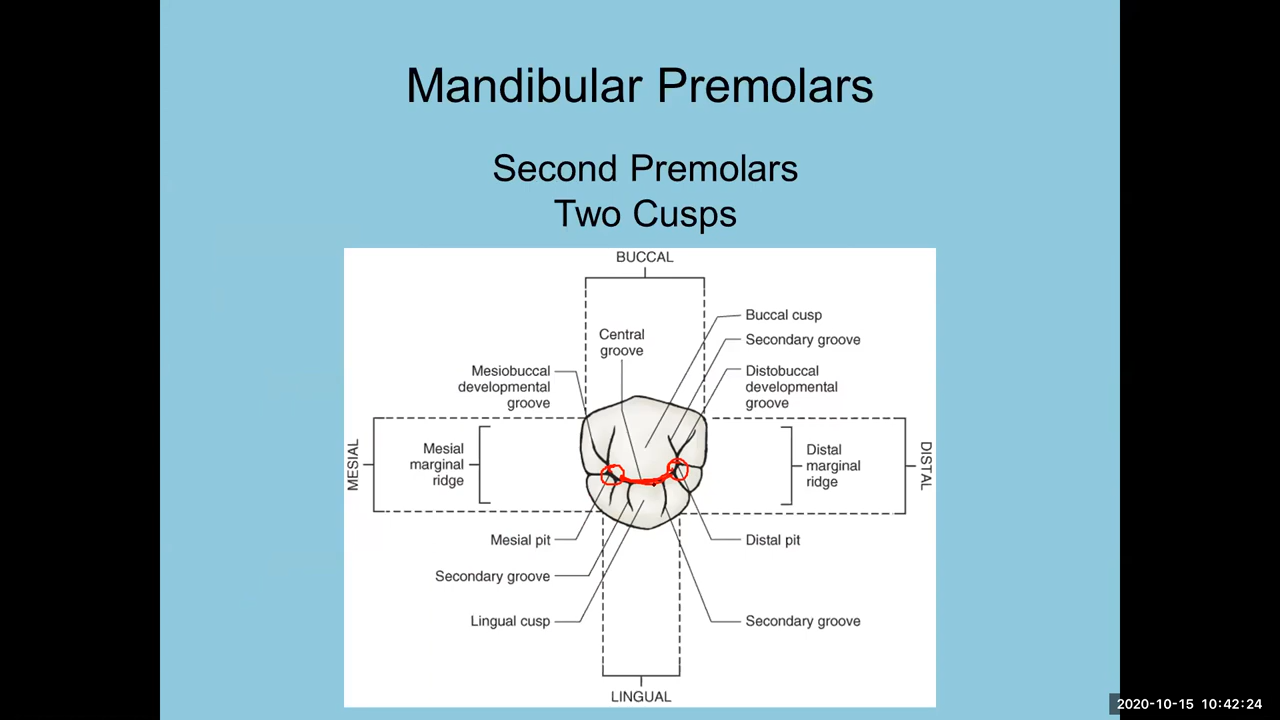 Mandibular Premolars
Second Premolars
Two Cusps
BUCCAL
Buccal cusp
Central
groove
Secondary groove
Mesiobuccal
developmental
groove
Distobuccal
developmental
groove
MESIAL
Mesial
marginal
ridge
Distal
marginal
ridge
DISTAL
Mesial pit
Distal pit
Secondary groove
Lingual cusp
Secondary groove
LINGUAL
2020-10-15 10:42:24